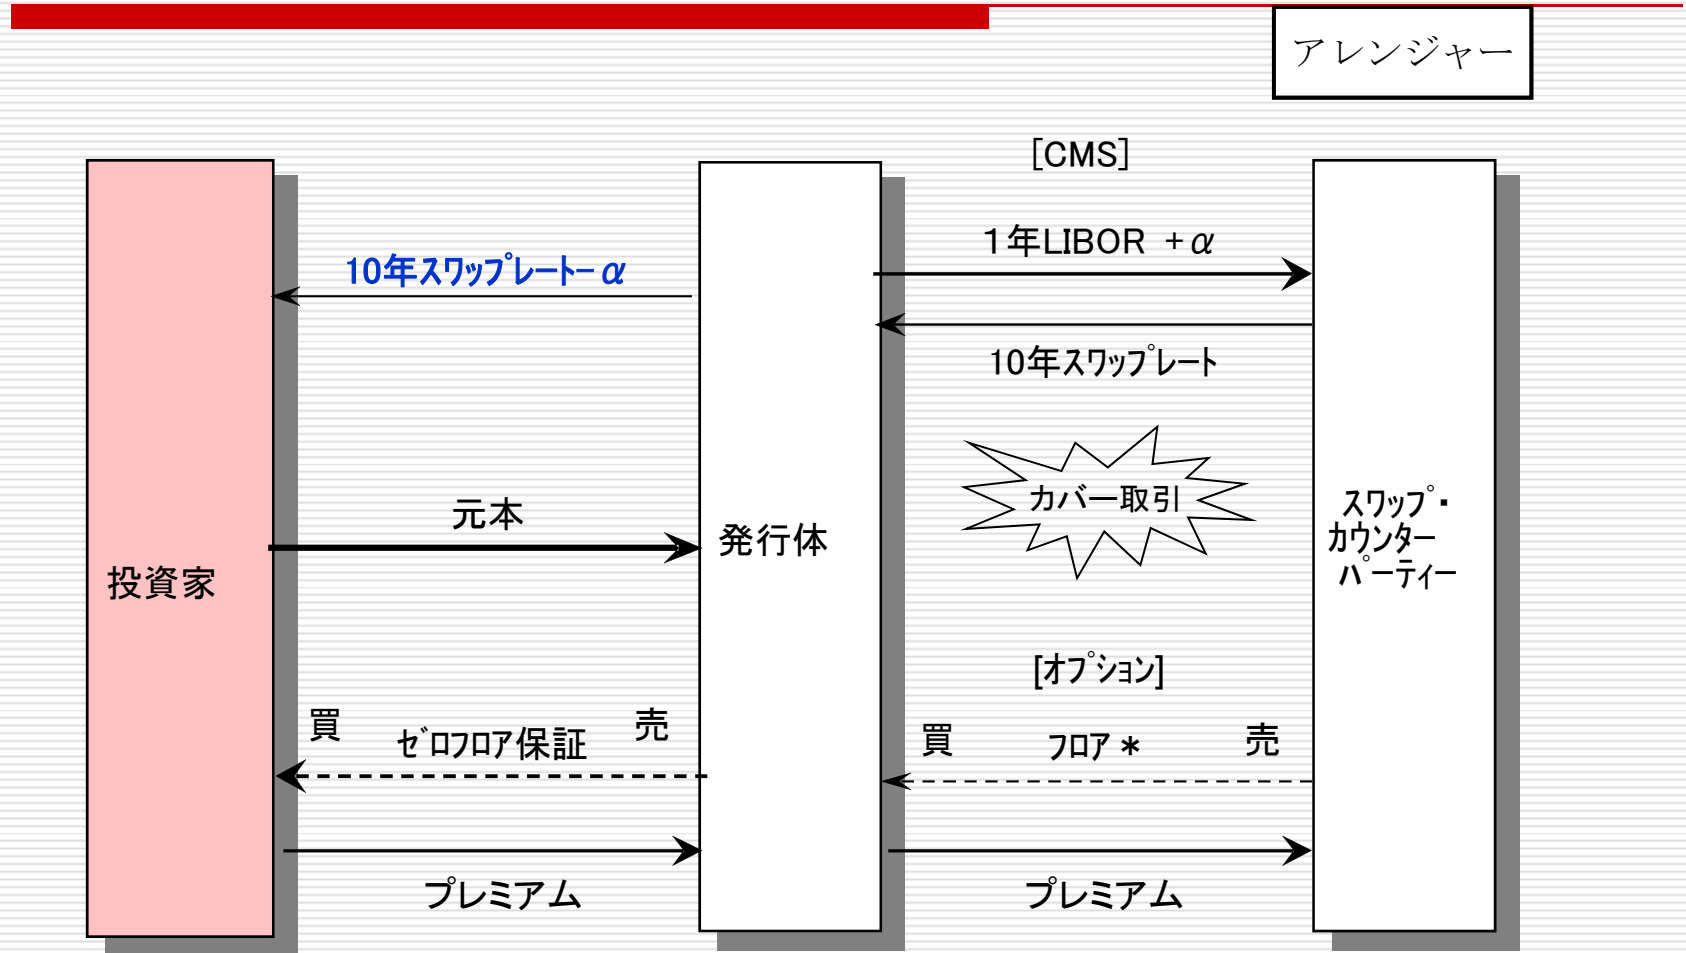 アレンジャー
[CMS]
1年LIBOR +α
10年スワップレート-α
10年スワップレート
カバー取引
元本
発行体
スワップ・
カウンター
パーティー
投資家
[オプション]
買
売
ゼロフロア保証
買
フロア*
売
プレミアム
プレミアム